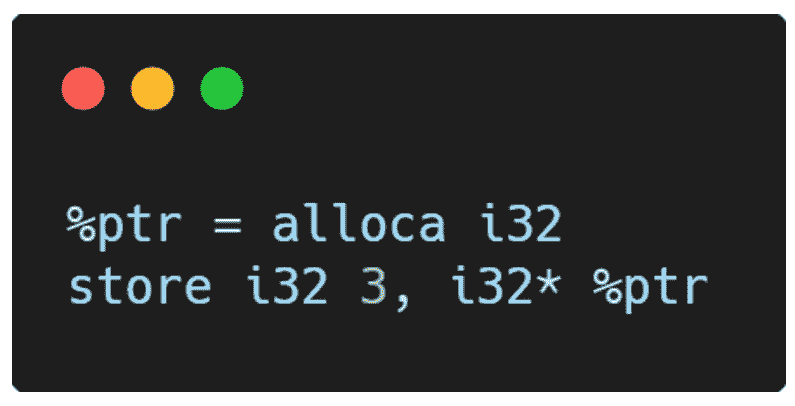 %ptr = alloca i32
store i32 3, i32* %ptr